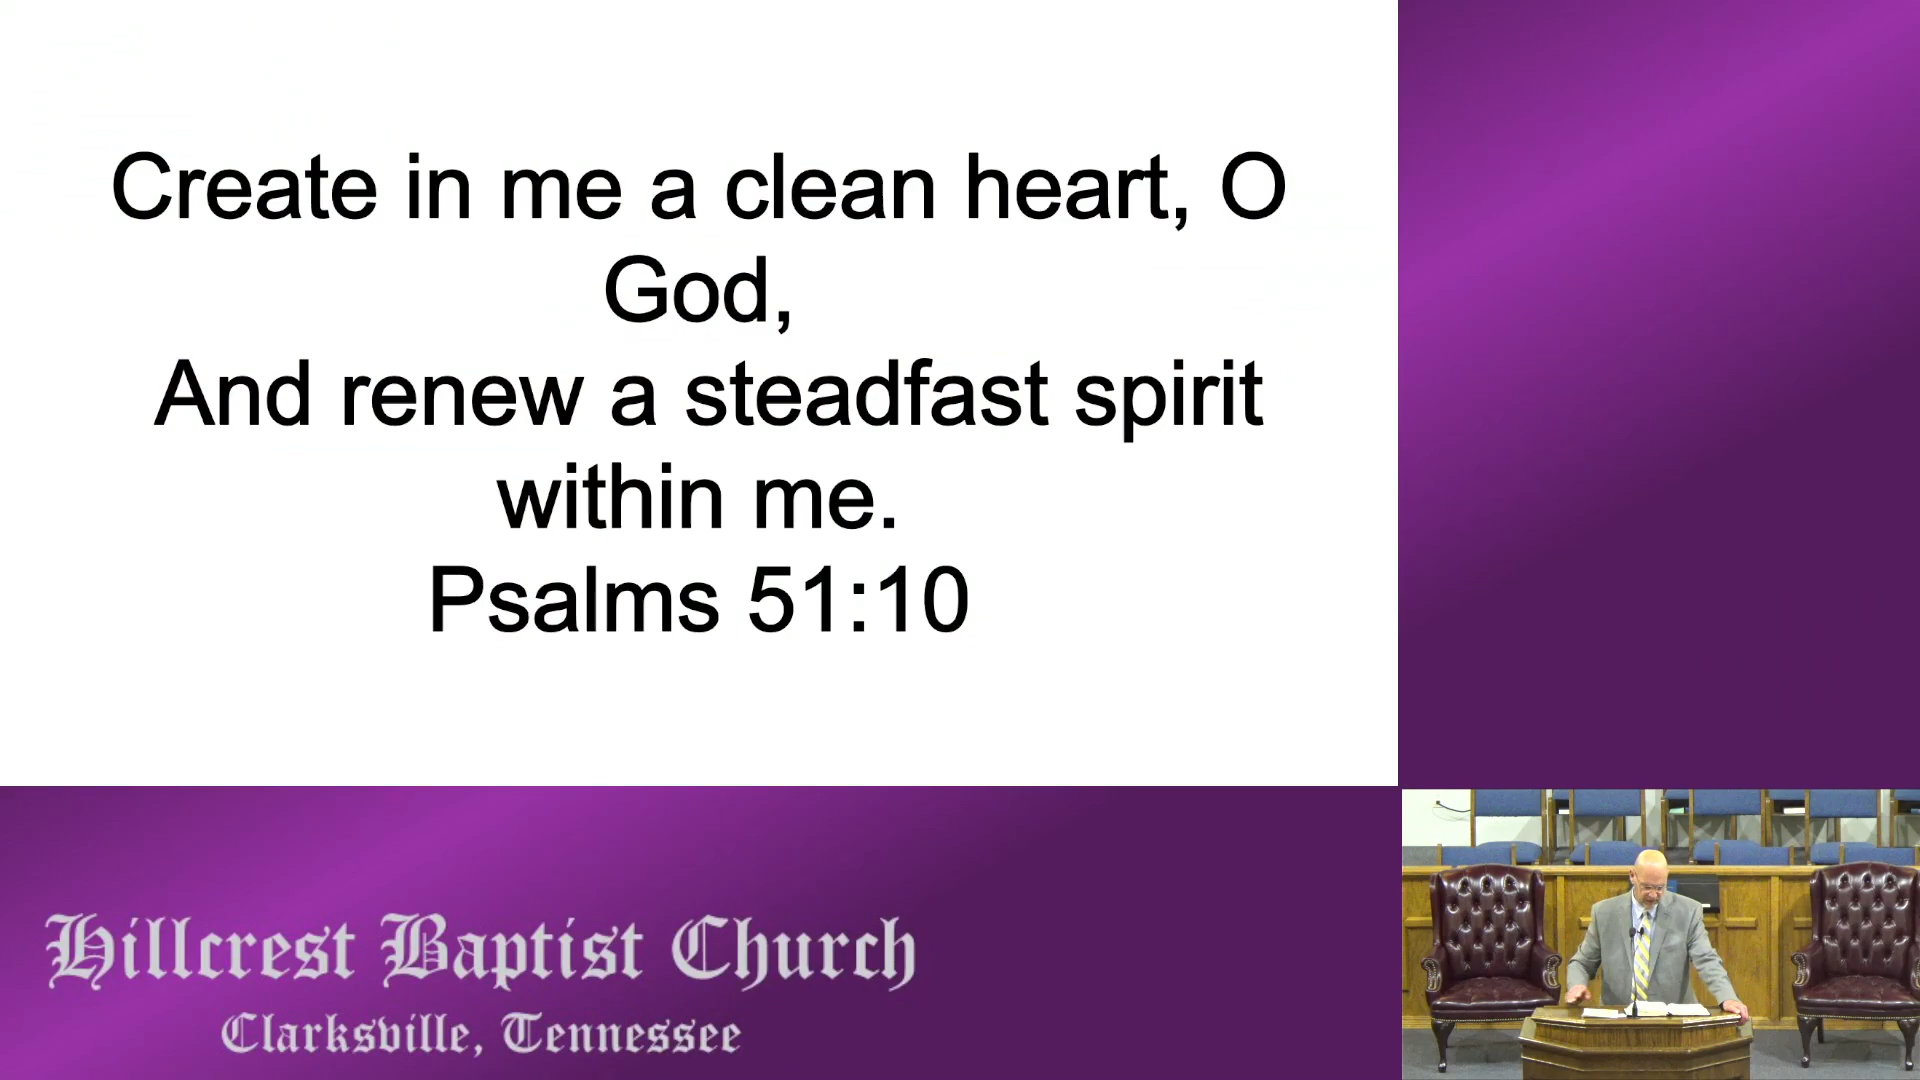 Create in me a clean heart, O
God,
And renew a steadfast spirit
within me.
Psalms 51:10
Hillcrest Baptist Church
Clarksville, Tennessee